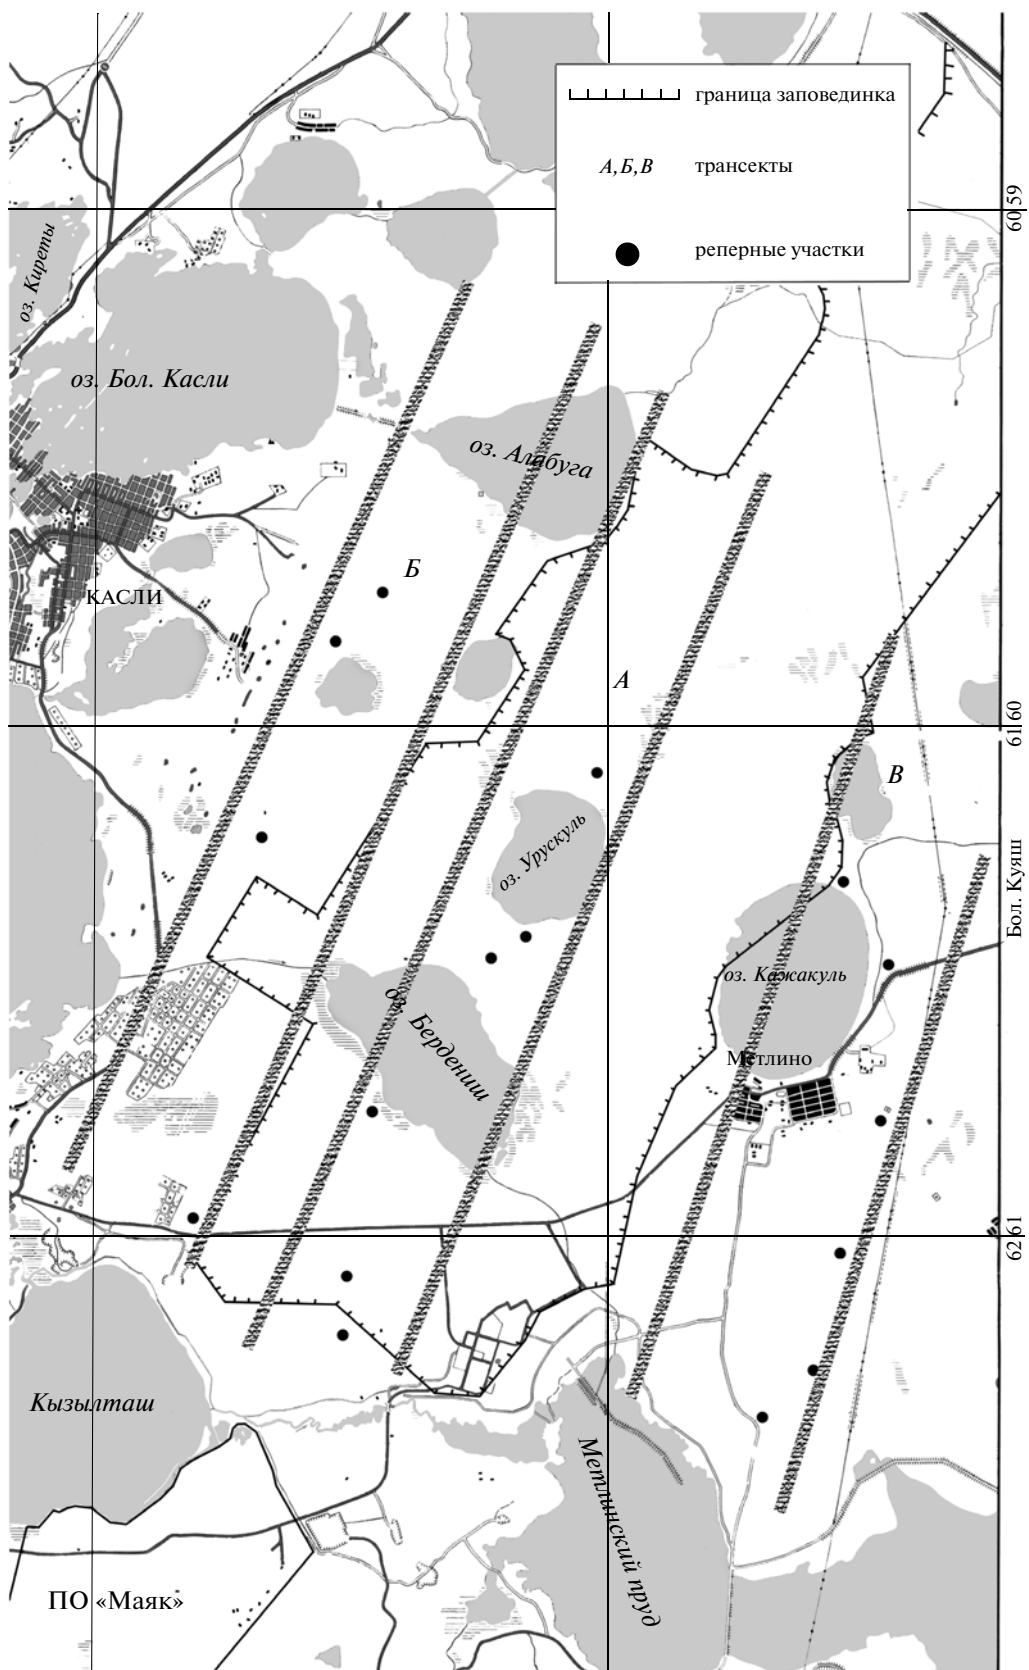 граница заповединка
А, Б, В
трансекты
реперные участки
60 59
оз. Киреты
оз. Бол. Касли
оз. Алабуга
Б
КАСЛИ
А
61 60
В
оз. Урускуль
Бол. Куяш
оз. Кажакуль
оз. Бердениш
Метлино
62 61
Кызылташ
Метлинский пруд
ПО «Маяк»